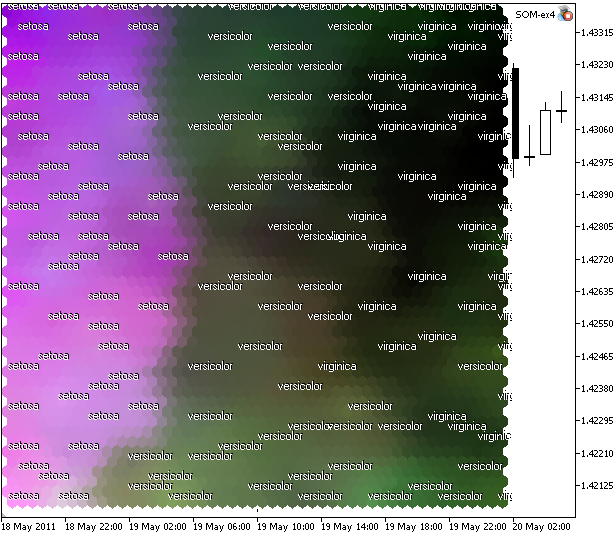 setosa setosa versicolor versicolor virginica virginica
SOM-ex4
setosa versicolor virginica virginica
1.43315
setosa versicolor virginica
versicolor virginica
setosa virginica
versicolor versicolor
1.43230
setosa versicolor
setosa virginica virginica
setosa setosa versicolor virginica
1.43145
virginica
setosa setosa versicolor virginica
versicolor virginica virginica
1.43060
setosa versicolor virginica
setosa versicolor
setosa
1.42975
setosa virginica
setosa virginica
setosa versicolor versicolor virginica
setosa setosa virginica
1.42890
setosa versicolor
setosa setosa virginica
versicolor
1.42805
setosa setosa versicolor virginica
setosa virginica
setosa setosa
1.42720
setosa
versicolor virginica
setosa versicolor versicolor
setosa
1.42635
setosa versicolor virginica virginica
setosa versicolor
1.42550
setosa
virginica
setosa versicolor virginica
setosa
1.42465
versicolor virginica versicolor
setosa
setosa
setosa versicolor
1.42380
setosa
setosa setosa versicolor
setosa versicolor virginica
1.42295
versicolor versicolor versicolor virginica
versicolor virginica
setosa setosa versicolor
1.42210
versicolor versicolor
setosa versicolor
setosa versicolor
versicolor versicolor versicolor
1.42125
setosa setosa versicolor versicolor versicolor versicolor
18 May 2011 18 May 22:00 19 May 02:00 19 May 06:00 19 May 10:00 19 May 14:00 19 May 18:00 19 May 22:00 20 May 02:00